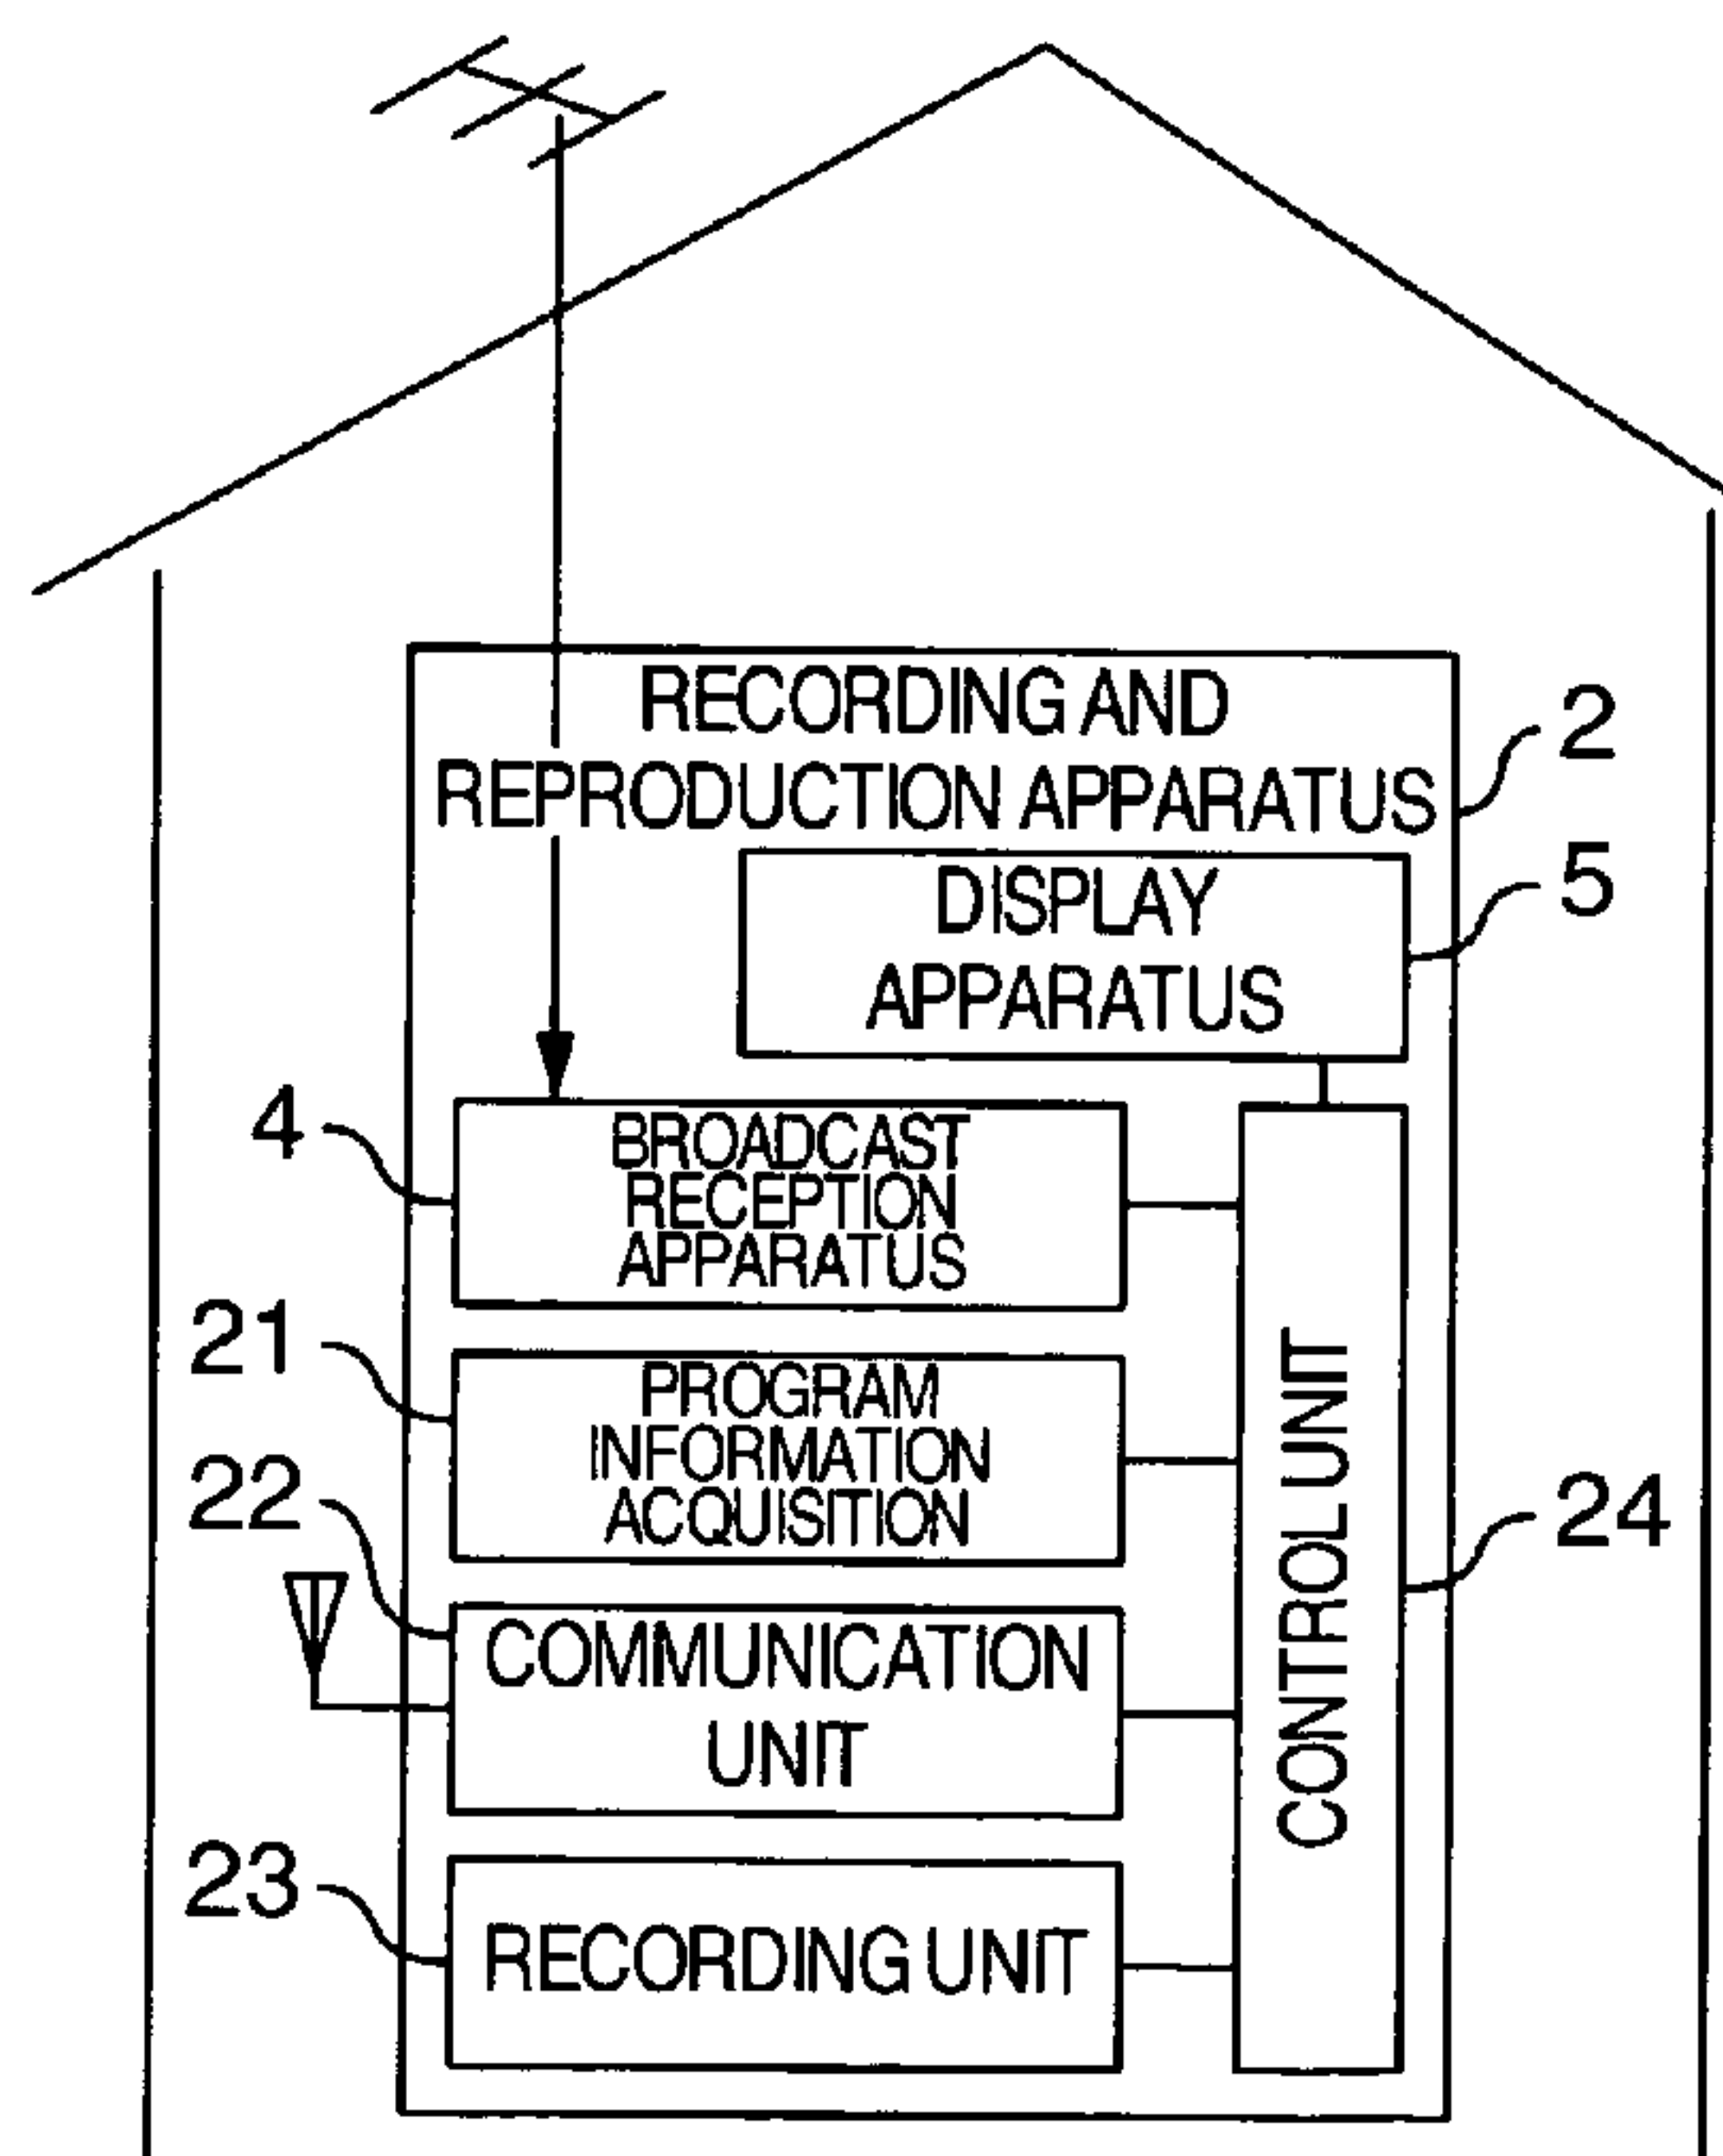 RECORDING AND
REPRODUCTION APPARATUS
2
DISPLAY
APPARATUS
5
4
BROADCAST
RECEPTION
APPARATUS
21
PROGRAM
INFORMATION
ACQUISITION
22
COMMUNICATION
UNIT
23
RECORDING UNIT
CONTROL UNIT
24